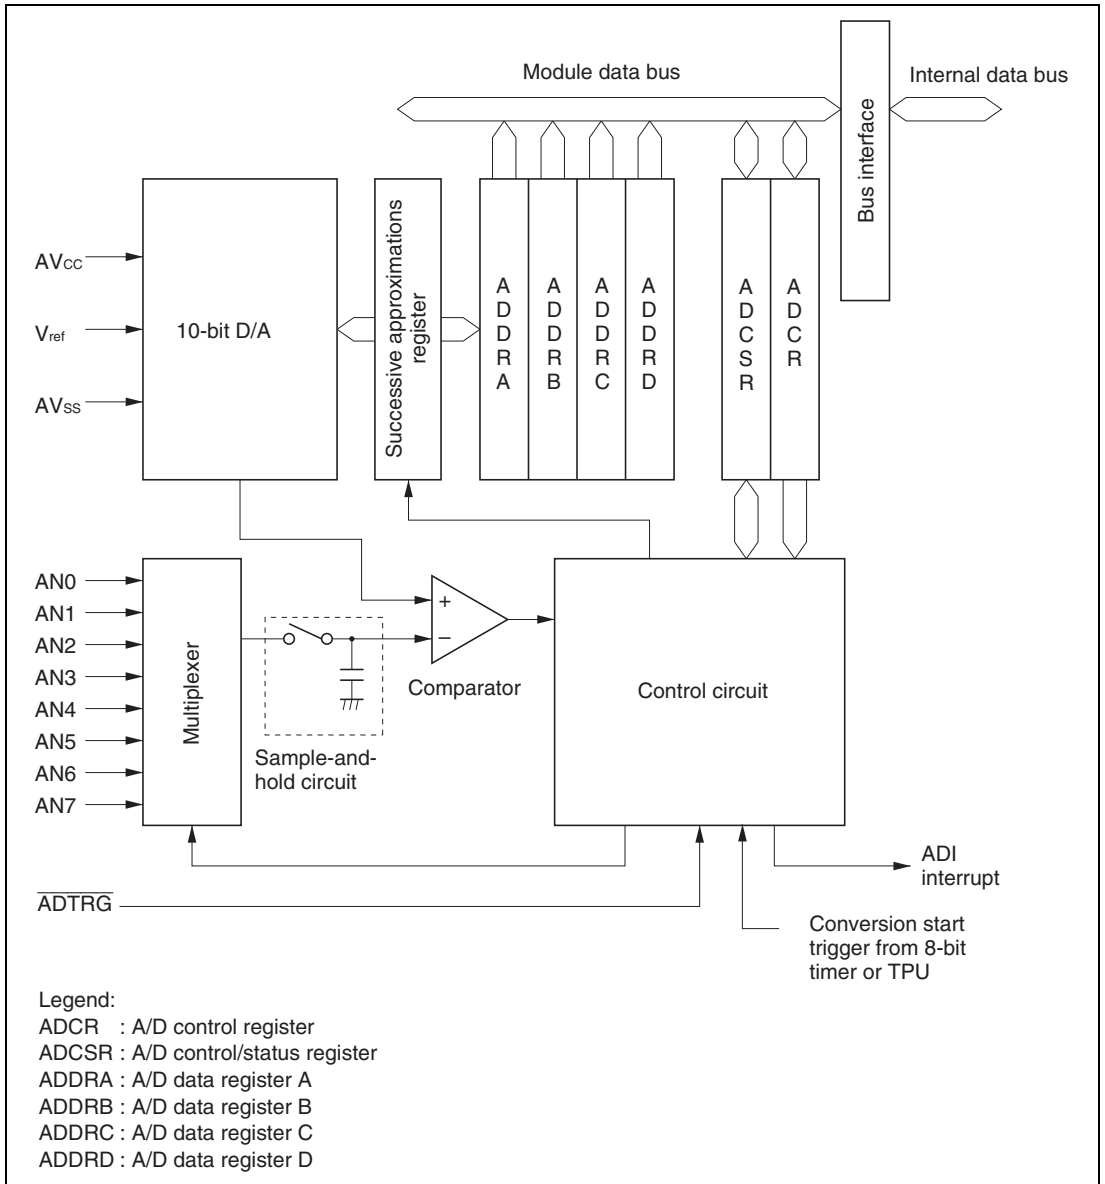 Module data bus
Internal data bus
Bus interface
AVCC
Vref
AVSS
10-bit D/A
Successive approximations
register
ADDRA
ADDRB
ADDRC
ADDRD
ADCSR
ADCR
AN0
AN1
AN2
AN3
AN4
AN5
AN6
AN7
Multiplexer
+
−
Comparator
Sample-and-
hold circuit
Control circuit
ADI
interrupt
ADTRG
Conversion start
trigger from 8-bit
timer or TPU
Legend:
ADCR : A/D control register
ADCSR : A/D control/status register
ADDRA : A/D data register A
ADDRB : A/D data register B
ADDRC : A/D data register C
ADDRD : A/D data register D